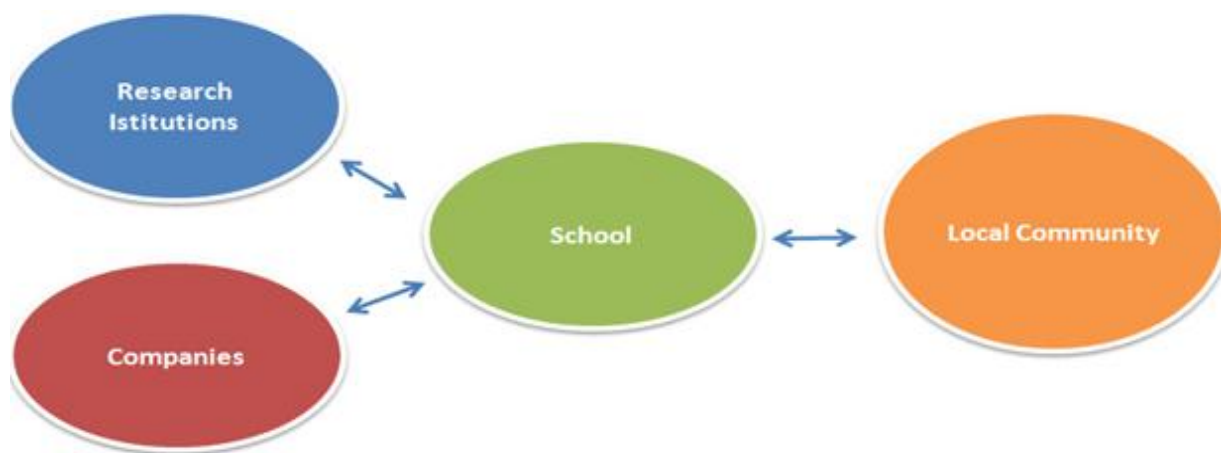 Research
Istitutions
School
Local Community
Companies